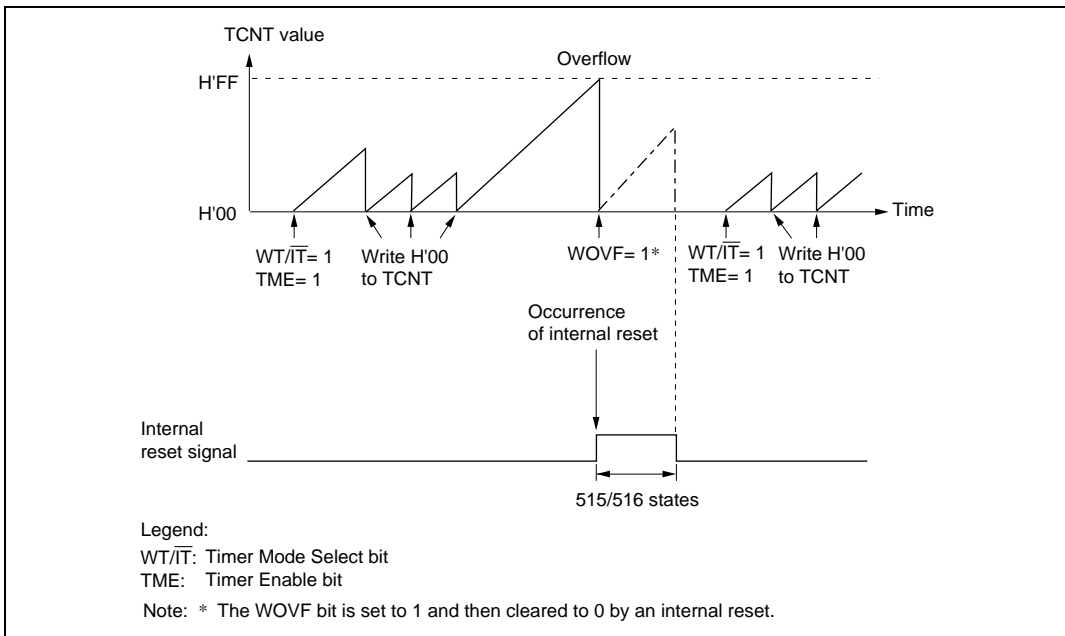 TCNT value
Overflow
H'FF
H'00
Time
WT/I̅T̅= 1
TME= 1
Write H'00
to TCNT
WOVF= 1*
WT/I̅T̅= 1
TME= 1
Write H'00
to TCNT
Occurrence
of internal reset
Internal
reset signal
515/516 states
Legend:
WT/I̅T̅: Timer Mode Select bit
TME: Timer Enable bit
Note: * The WOVF bit is set to 1 and then cleared to 0 by an internal reset.